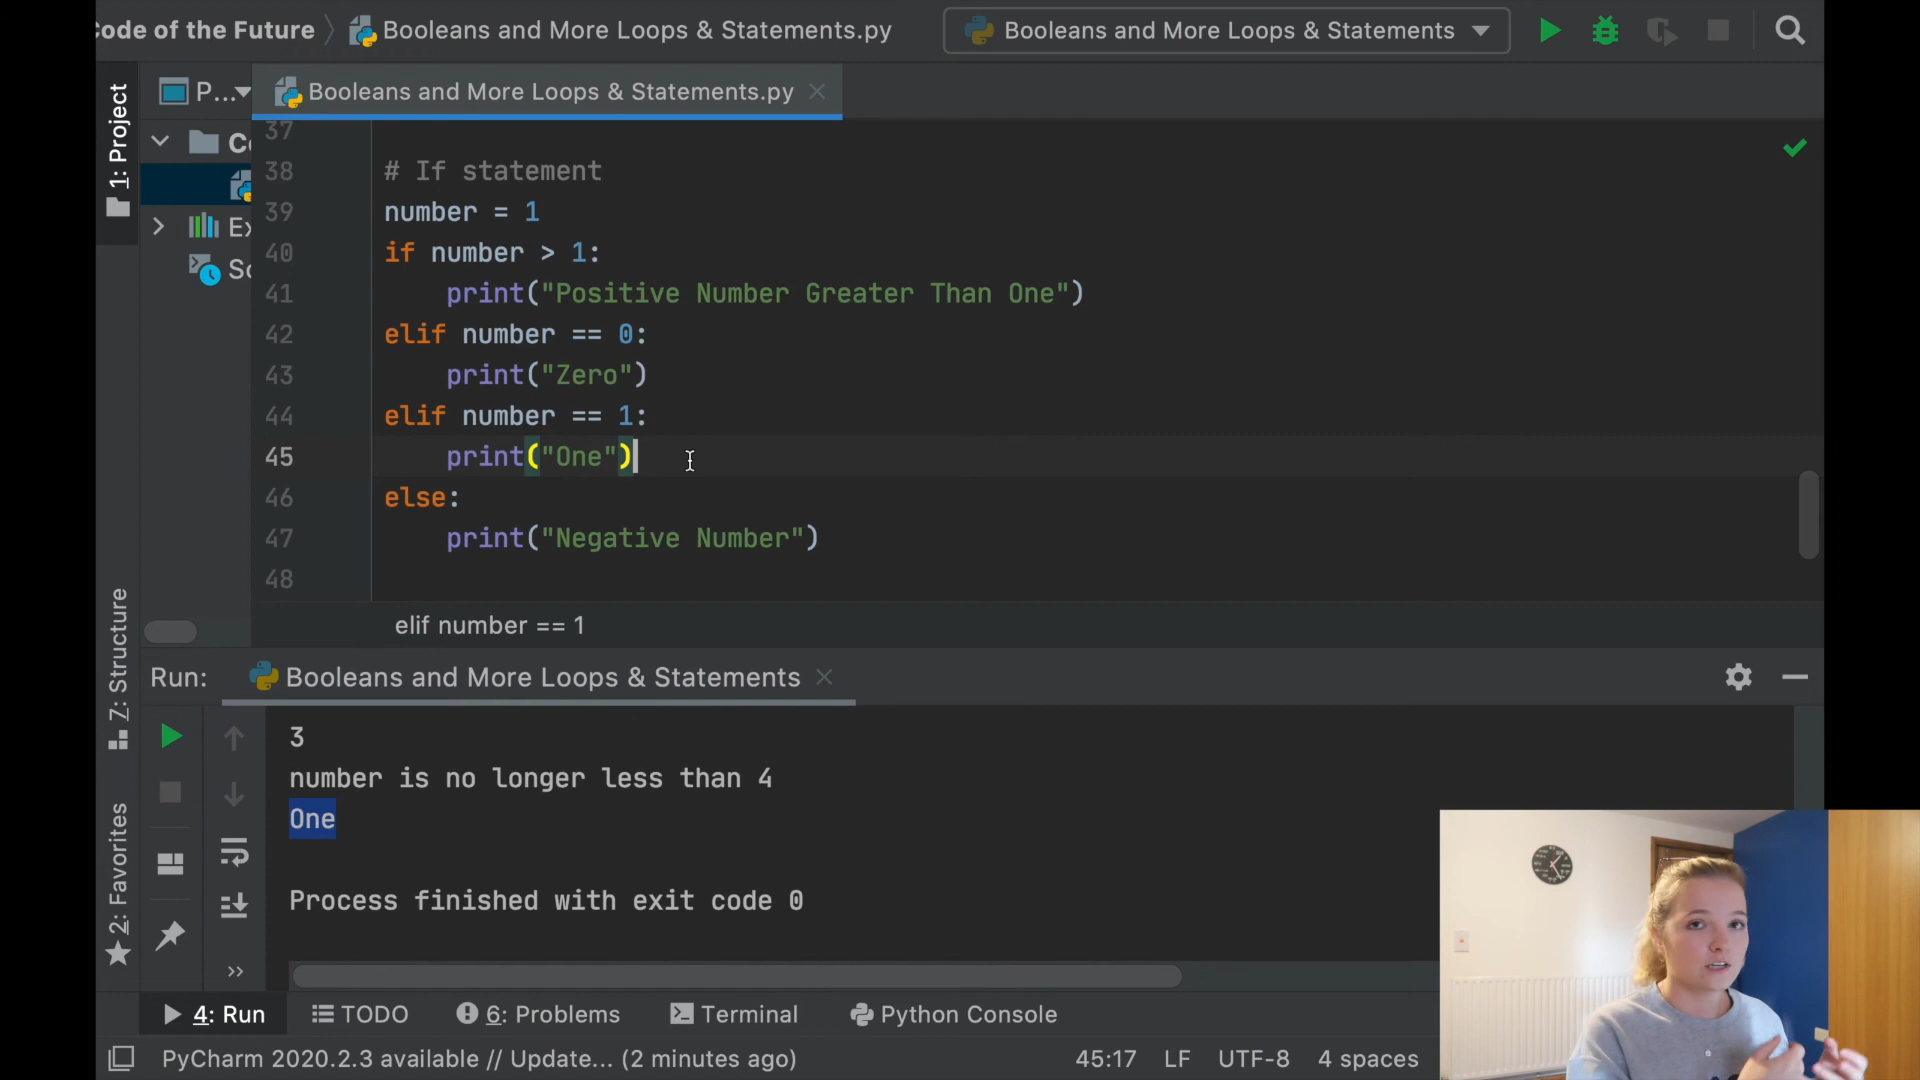 Code of the Future
Booleans and More Loops & Statements.py
Booleans and More Loops & Statements
1: Project
P...
Booleans and More Loops & Statements.py
37
38 # If statement
39 number = 1
40 if number > 1:
41 print("Positive Number Greater Than One")
42 elif number == 0:
43 print("Zero")
44 elif number == 1:
45 print("One")
46 else:
47 print("Negative Number")
48
elif number == 1
Z: Structure
2: Favorites
Run:
Booleans and More Loops & Statements
3
number is no longer less than 4
One
Process finished with exit code 0
4: Run
TODO
6: Problems
Terminal
Python Console
PyCharm 2020.2.3 available // Update... (2 minutes ago)
45:17 LF UTF-8 4 spaces